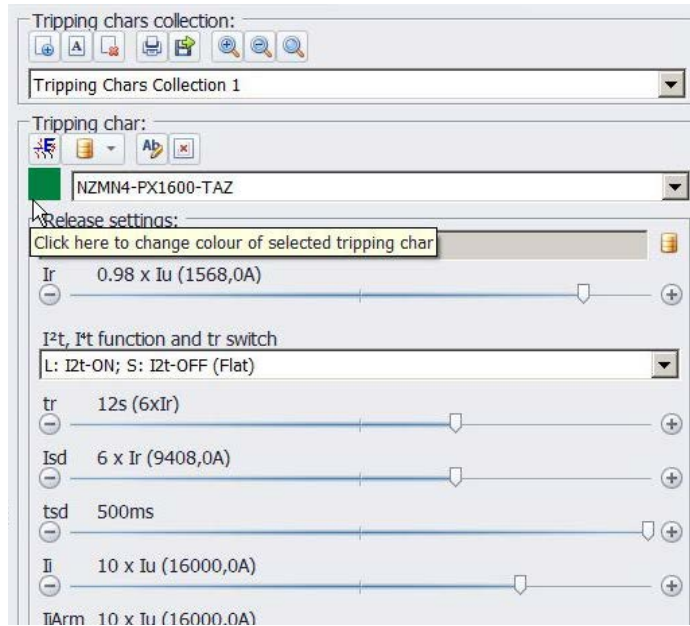 Tripping chars collection:
Tripping Chars Collection 1
Tripping char:
NZMN4-PX1600-TAZ
Release settings:
Click here to change colour of selected tripping char
Ir 0.98 x Iu (1568,0A)
I²t, I⁴t function and tr switch
L: I2t-ON; S: I2t-OFF (Flat)
tr 12s (6xIr)
Isd 6 x Ir (9408,0A)
tsd 500ms
Ii 10 x Iu (16000,0A)
IiArm 10 x Iu (16000,0A)